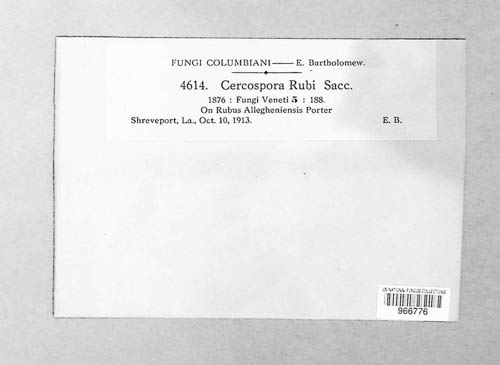 FUNGI COLUMBIANI—— E. Bartholomew.
4614. Cercospora Rubi Sacc.
1876 : Fungi Veneti 5 : 188.
On Rubus Allegheniensis Porter
Shreveport, La., Oct. 10, 1913. E. B.
US NATIONAL FUNGUS COLLECTIONS
966776